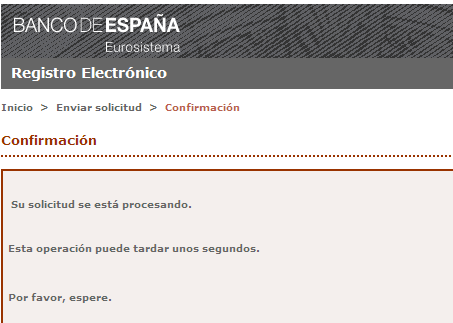 BANCO DE ESPAÑA
Eurosistema
Registro Electrónico
Inicio > Enviar solicitud > Confirmación
Confirmación
Su solicitud se está procesando.
Esta operación puede tardar unos segundos.
Por favor, espere.